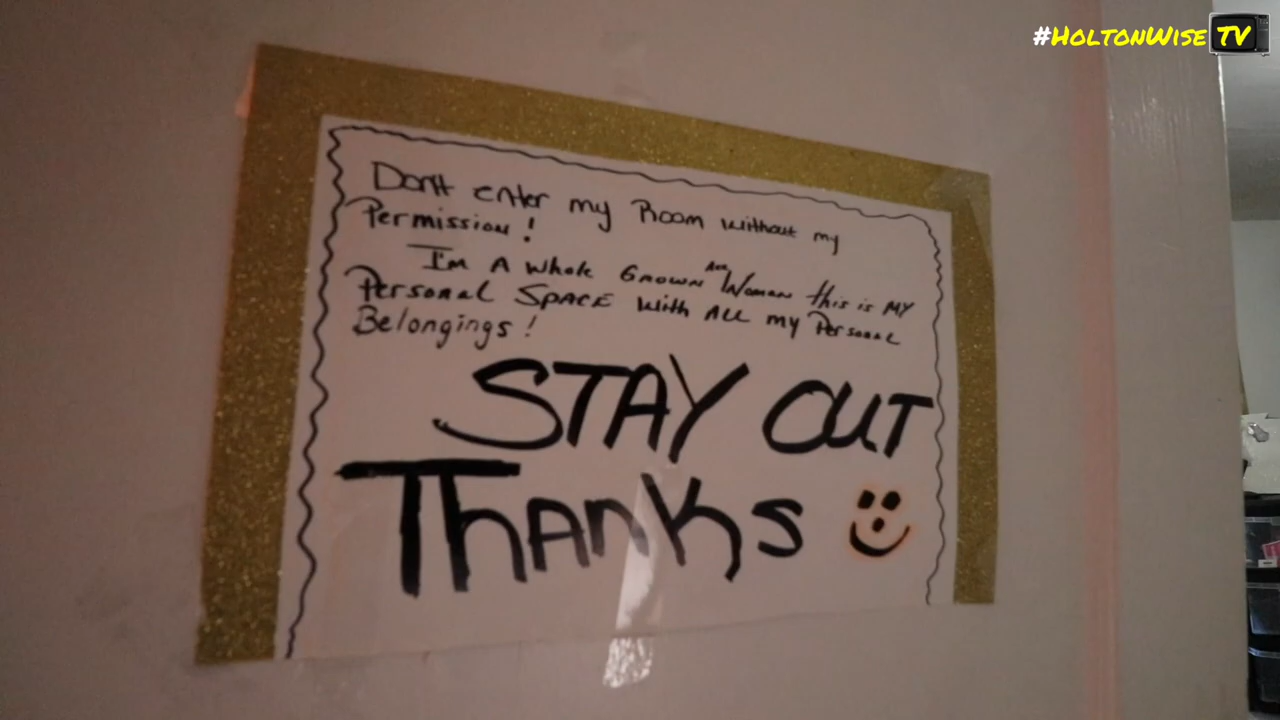 #HoltonWise TV
Don't enter my Room without my
Permission!
I'm A Whole Grown Ass Woman this is MY
Personal SPACE With ALL my Personal
Belongings!
STAY OUT
THANKS